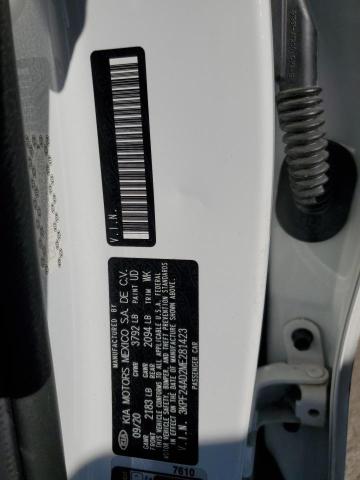 V.I.N.
MANUFACTURED BY
KIA
KIA MOTORS MEXICO S.A. DE C.V.
09/20 GVWR 3792 LB PAINT UD
GAWR FRONT 2183 LB GAWR REAR 2094 LB TRIM WK
THIS VEHICLE CONFORMS TO ALL APPLICABLE U.S.A. FEDERAL
MOTOR VEHICLE SAFETY, BUMPER, AND THEFT PREVENTION
STANDARDS IN EFFECT ON THE DATE OF MANUFACTURE SHOWN ABOVE.
V.I.N. : 3KPF24AD2ME281423
PASSENGER CAR
7610